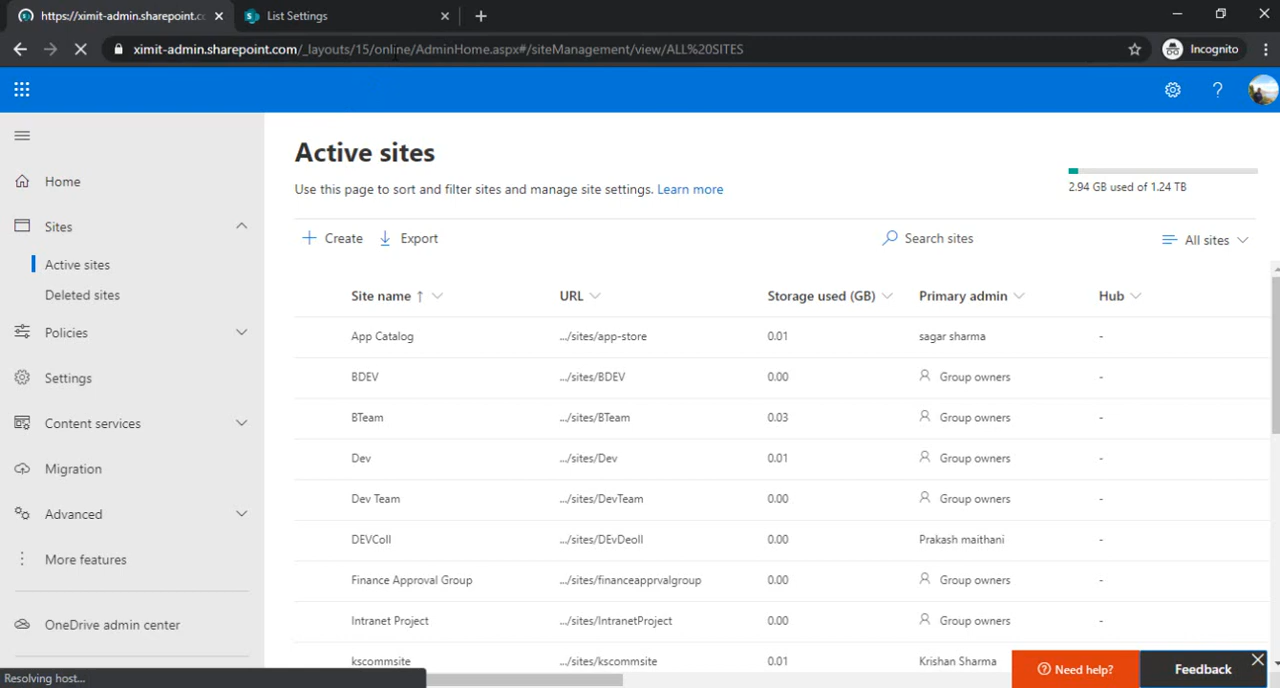 https://ximit-admin.sharepoint.co
List Settings
ximit-admin.sharepoint.com/_layouts/15/online/AdminHome.aspx#/siteManagement/view/ALL%20SITES
Incognito
Home
Sites
Active sites
Deleted sites
Policies
Settings
Content services
Migration
Advanced
More features
OneDrive admin center
Active sites
Use this page to sort and filter sites and manage site settings. Learn more
2.94 GB used of 1.24 TB
Create
Export
Search sites
All sites
Site name ↑ URL Storage used (GB) Primary admin Hub
App Catalog .../sites/app-store 0.01 sagar sharma -
BDEV .../sites/BDEV 0.00 Group owners -
BTeam .../sites/BTeam 0.03 Group owners -
Dev .../sites/Dev 0.01 Group owners -
Dev Team .../sites/DevTeam 0.00 Group owners -
DEVColl .../sites/DEvDeoll 0.00 Prakash maithani -
Finance Approval Group .../sites/financeapprvalgroup 0.00 Group owners -
Intranet Project .../sites/IntranetProject 0.00 Group owners -
kscommsite .../sites/kscommsite 0.01 Krishan Sharma
Need help?
Feedback
Resolving host...